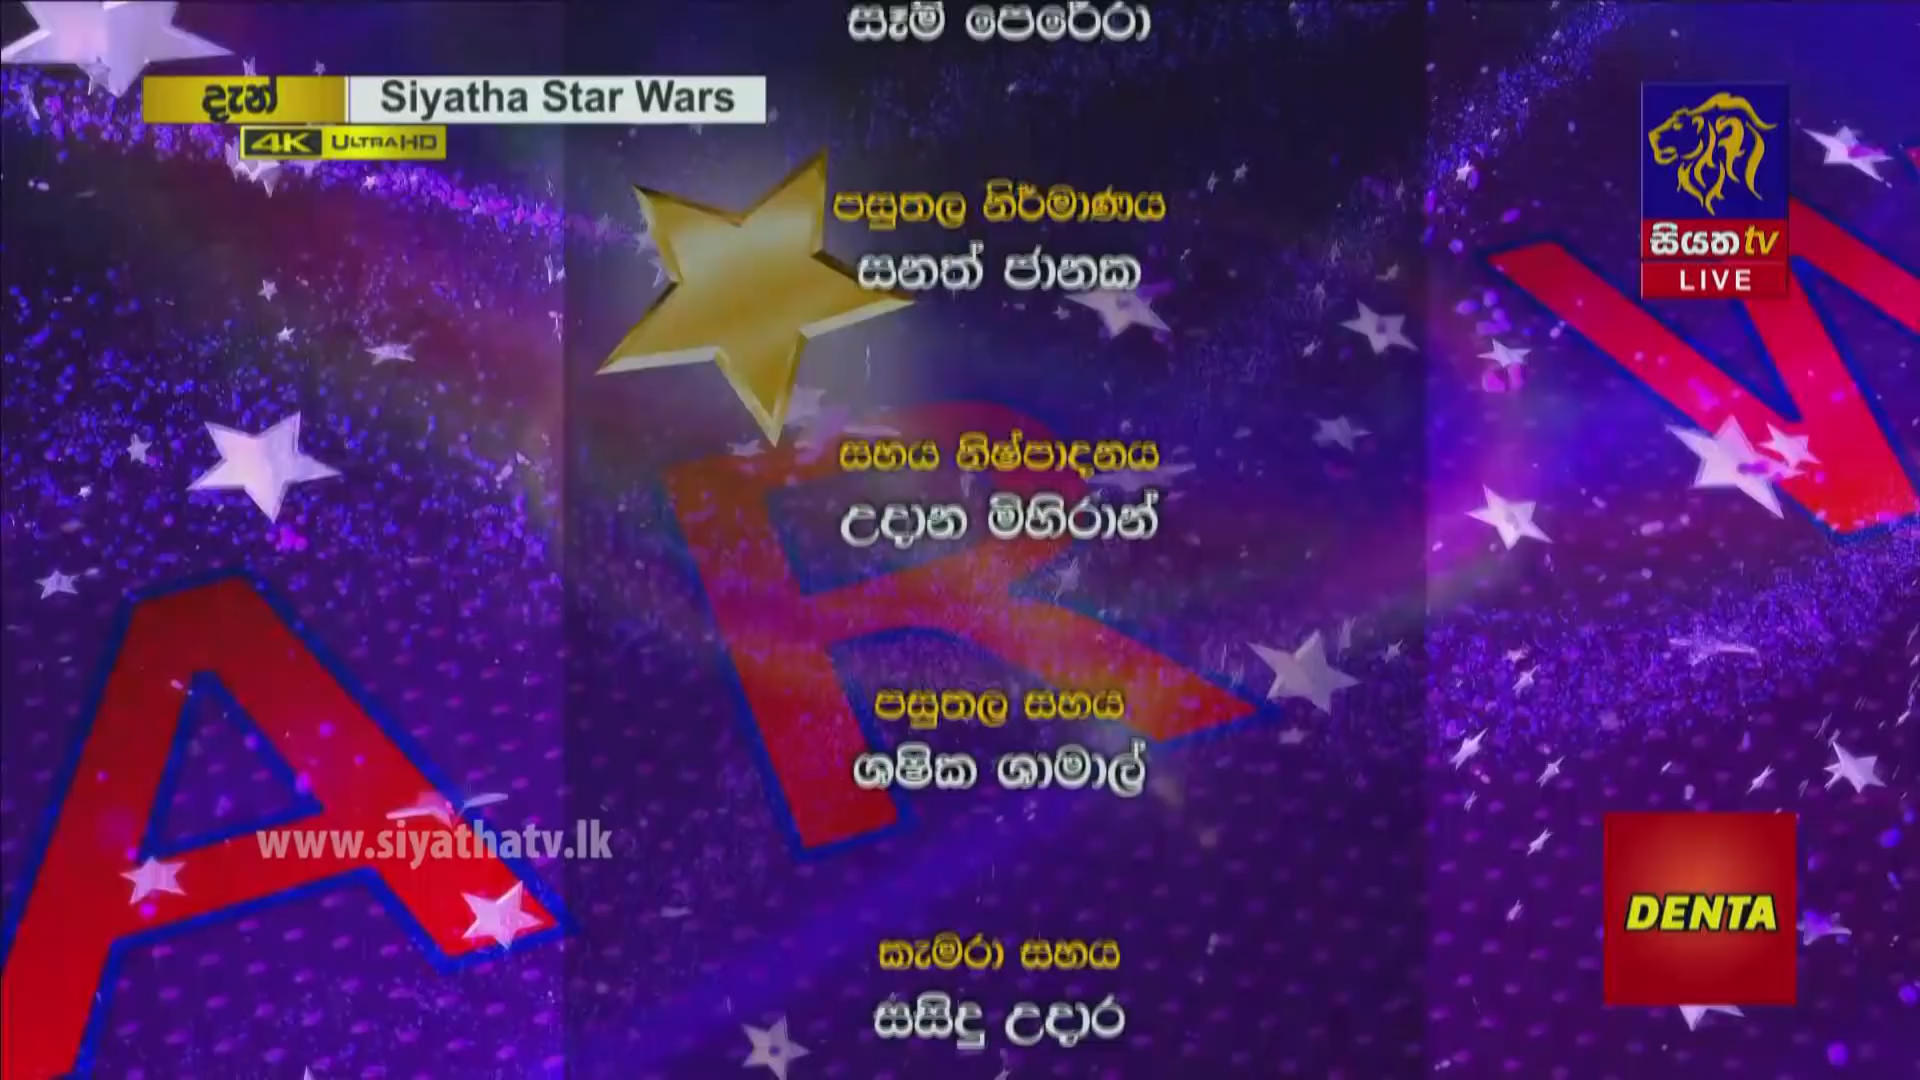 සෑම් පෙරේරා
දැන් Siyatha Star Wars
4K ULTRA HD
පසුතල නිර්මාණය
සනත් ජානක
සියත tv
LIVE
සහය නිෂ්පාදනය
උදාන මිහිරාන්
පසුතල සහය
ශෂික ශාමාල්
www.siyathatv.lk
DENTA
කැමරා සහය
සසිදු උදාර
A R W